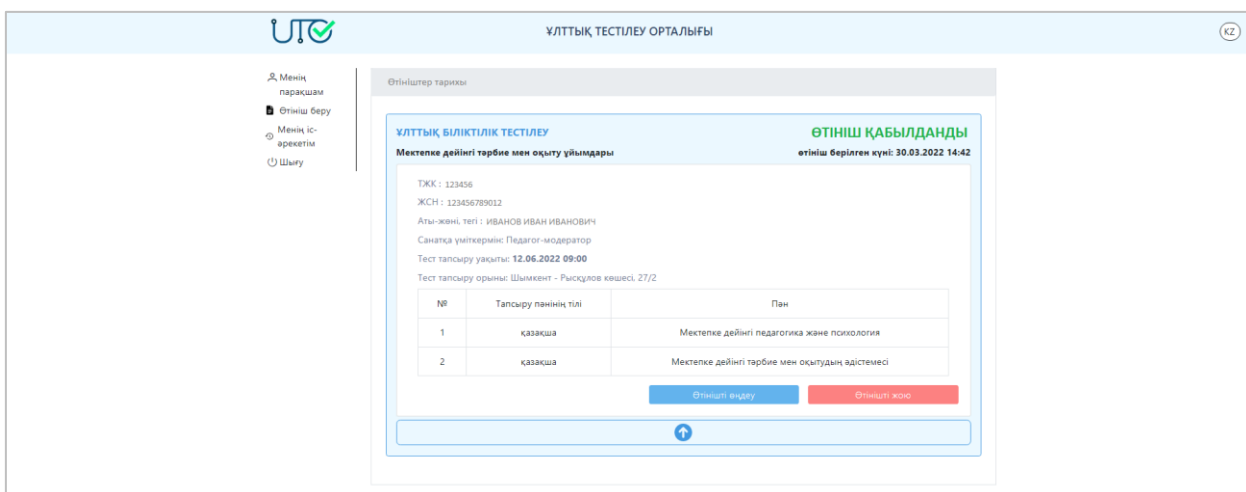 UTO
ҰЛТТЫҚ ТЕСТІЛЕУ ОРТАЛЫҒЫ
KZ
Менің
парақшам
Өтініш беру
Менің іс-
әрекетім
Шығу
Өтініштер тарихы
ҰЛТТЫҚ БІЛІКТІЛІК ТЕСТІЛЕУ
ӨТІНІШ ҚАБЫЛДАНДЫ
Мектепке дейінгі тәрбие мен оқыту ұйымдары
өтініш берілген күні: 30.03.2022 14:42
ТЖК : 123456
ЖСН : 123456789012
Аты-жөні, тегі : ИВАНОВ ИВАН ИВАНОВИЧ
Санатқа үміткермін: Педагог-модератор
Тест тапсыру уақыты: 12.06.2022 09:00
Тест тапсыру орыны: Шымкент - Рысқұлов көшесі, 27/2
№ Тапсыру пәнінің тілі Пән
1 қазақша Мектепке дейінгі педагогика және психология
2 қазақша Мектепке дейінгі тәрбие мен оқытудың әдістемесі
Өтінішті өңдеу
Өтінішті жою